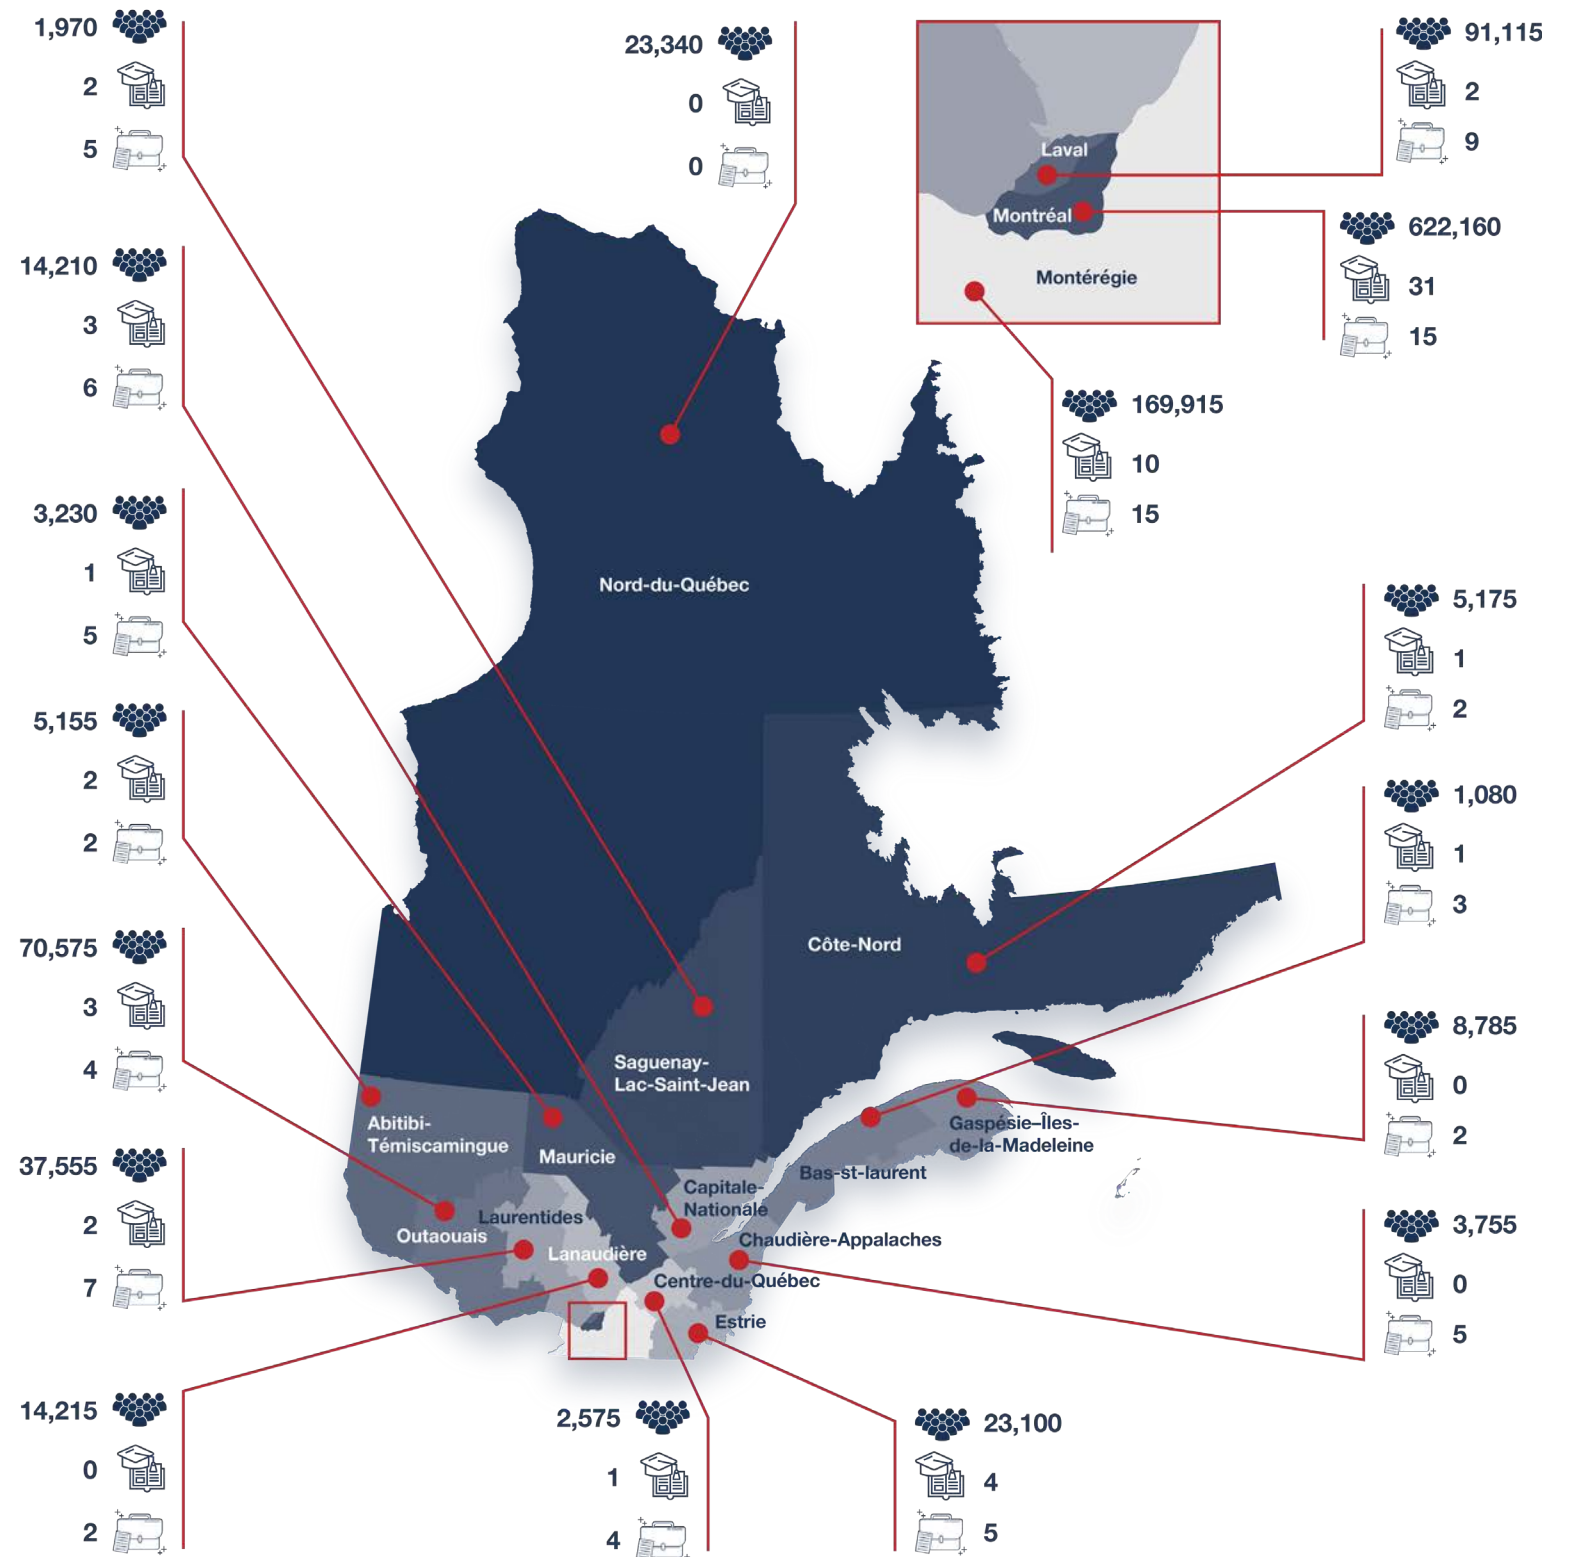 1,970
2
5
23,340
0
0
91,115
2
9
622,160
31
15
Laval
Montréal
Montérégie
169,915
10
15
14,210
3
6
3,230
1
5
Nord-du-Québec
5,175
1
2
5,155
2
2
1,080
1
3
70,575
3
4
Côte-Nord
Saguenay-
Lac-Saint-Jean
8,785
0
2
Abitibi-
Témiscamingue
Mauricie
Gaspésie–Îles-
de-la-Madeleine
Bas-st-laurent
37,555
2
7
Capitale-
Nationale
Laurentides
Outaouais
Lanaudière
Chaudière-Appalaches
Centre-du-Québec
Estrie
3,755
0
5
14,215
0
2
2,575
1
4
23,100
4
5